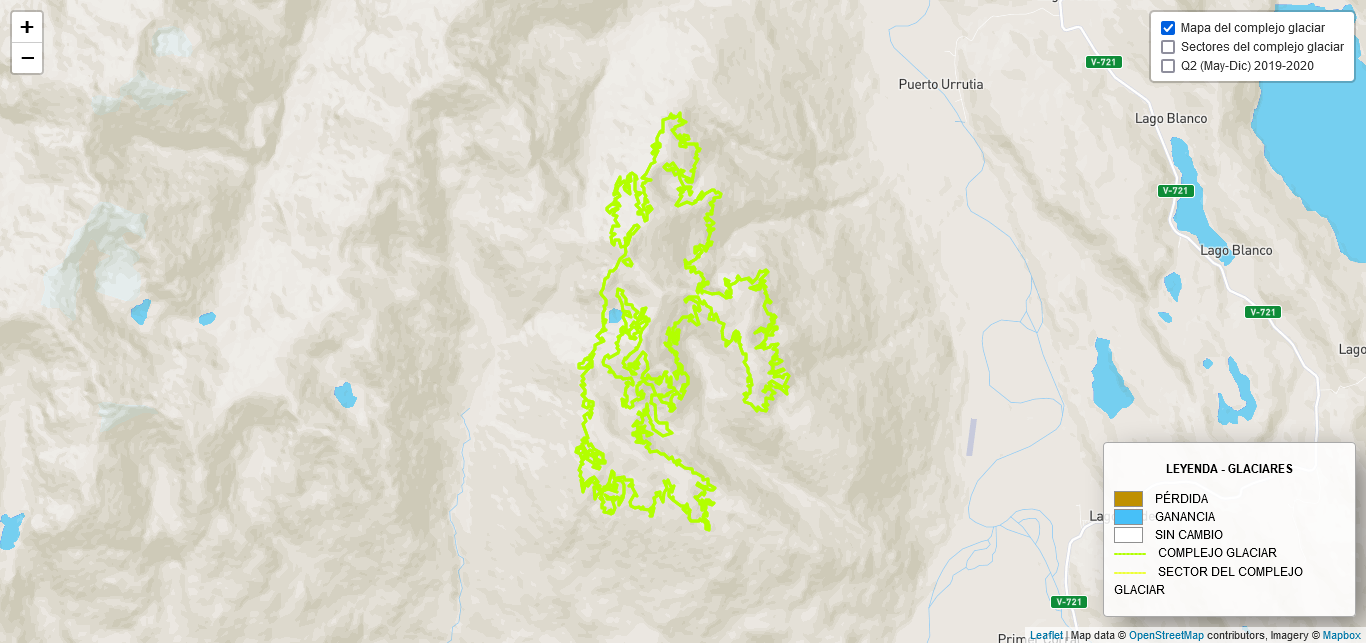 +
−
Mapa del complejo glaciar
Sectores del complejo glaciar
Q2 (May-Dic) 2019-2020
V-721
Puerto Urrutia
Lago Blanco
V-721
Lago Blanco
V-721
Lago
LEYENDA - GLACIARES
PÉRDIDA
GANANCIA
SIN CAMBIO
COMPLEJO GLACIAR
SECTOR DEL COMPLEJO
GLACIAR
V-721
Leaflet | Map data © OpenStreetMap contributors, Imagery © Mapbox